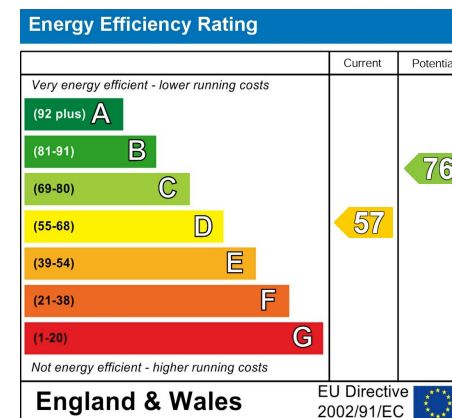 Energy Efficiency Rating
Current Potentia
Very energy efficient - lower running costs
(92 plus) A
(81-91) B
(69-80) C
(55-68) D
(39-54) E
(21-38) F
(1-20) G
76
57
Not energy efficient - higher running costs
England & Wales
EU Directive
2002/91/EC